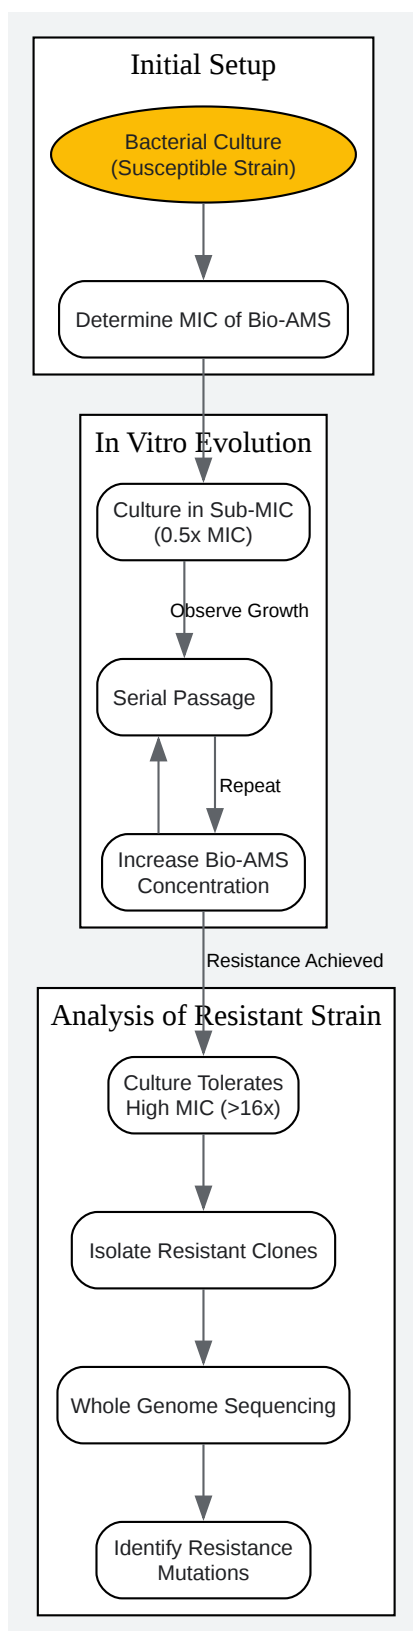 Initial Setup
Bacterial Culture
(Susceptible Strain)
Determine MIC of Bio-AMS
In Vitro Evolution
Culture in Sub-MIC
(0.5x MIC)
Observe Growth
Serial Passage
Repeat
Increase Bio-AMS
Concentration
Resistance Achieved
Analysis of Resistant Strain
Culture Tolerates
High MIC (>16x)
Isolate Resistant Clones
Whole Genome Sequencing
Identify Resistance
Mutations